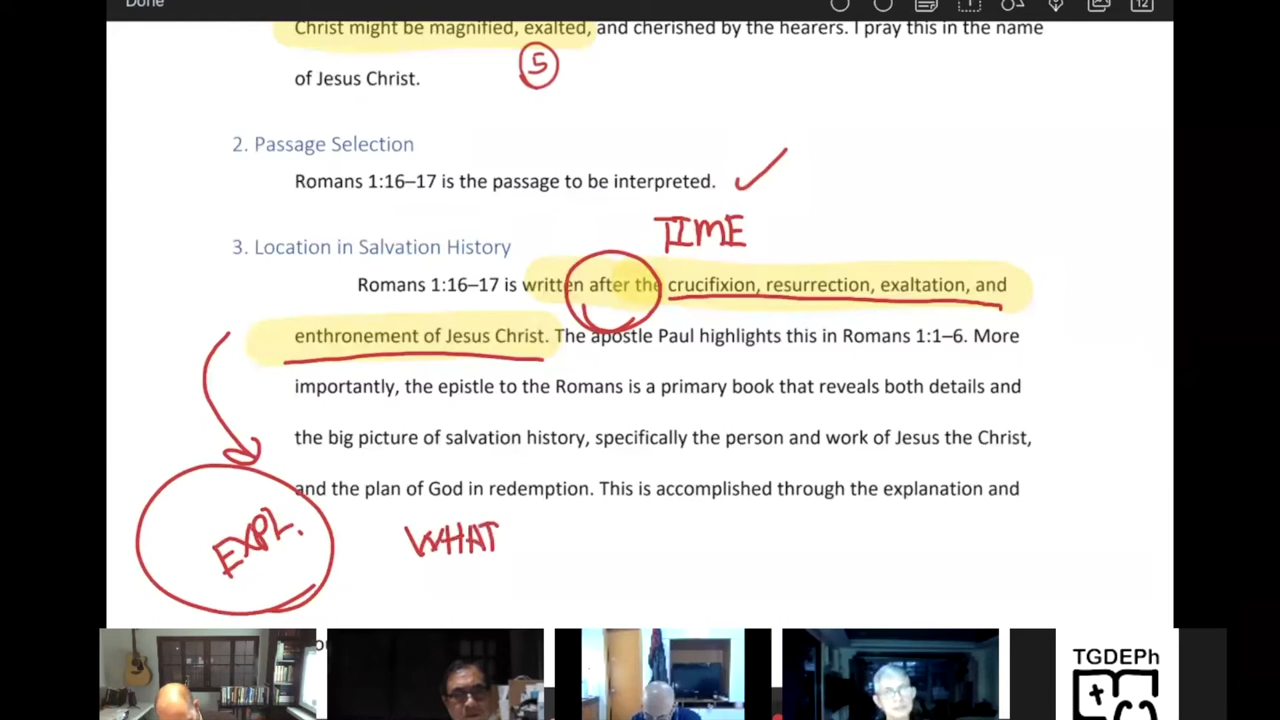 Done
Christ might be magnified, exalted, and cherished by the hearers. I pray this in the name
5
of Jesus Christ.
2. Passage Selection
Romans 1:16–17 is the passage to be interpreted.
TIME
3. Location in Salvation History
Romans 1:16–17 is written after the crucifixion, resurrection, exaltation, and
enthronement of Jesus Christ. The apostle Paul highlights this in Romans 1:1–6. More
importantly, the epistle to the Romans is a primary book that reveals both details and
the big picture of salvation history, specifically the person and work of Jesus the Christ,
and the plan of God in redemption. This is accomplished through the explanation and
EXPL.
WHAT
TGDEPh